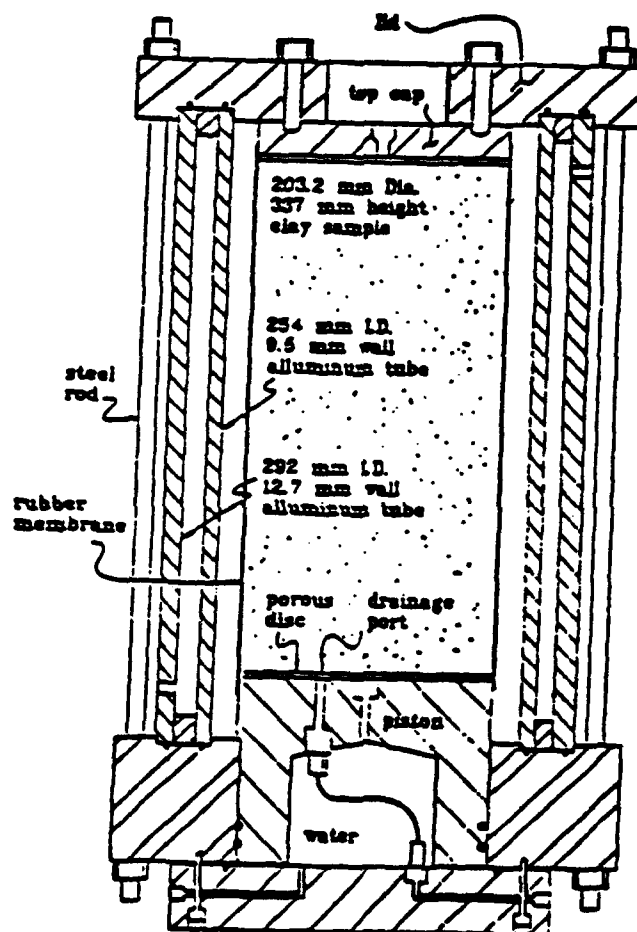 lid
top cap
203.2 mm Dia.
337 mm height
clay sample
254 mm I.D.
9.5 mm wall
alluminum tube
steel
rod
292 mm I.D.
12.7 mm wall
alluminum tube
rubber
membrane
porous
disc
drainage
port
piston
water